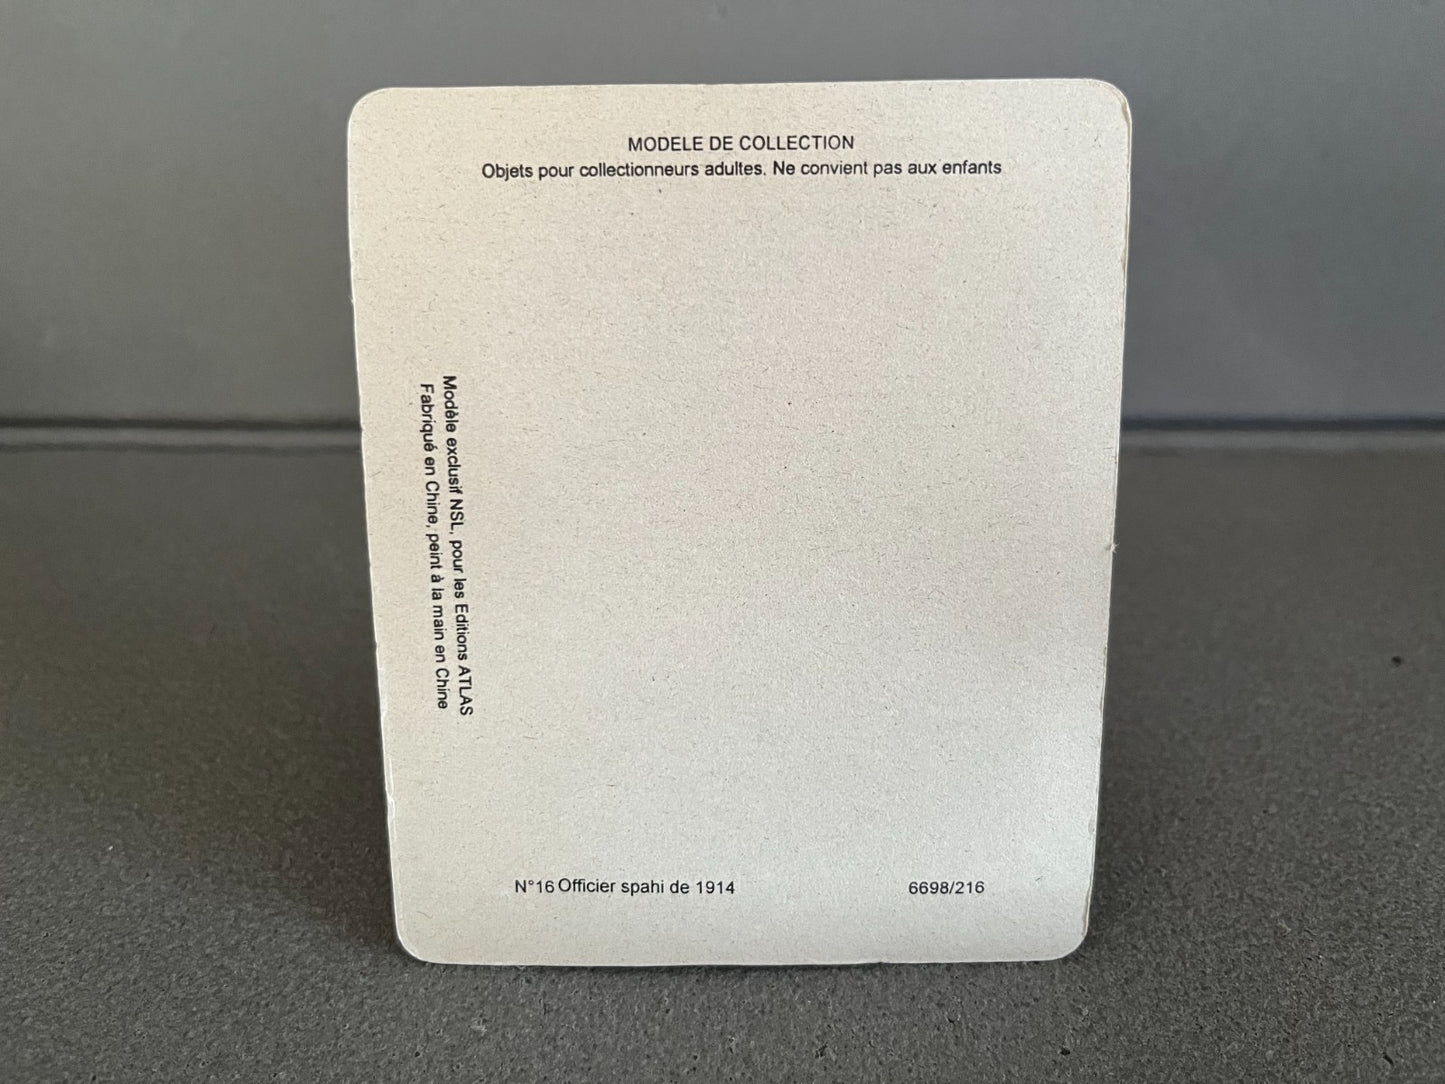 MODELE DE COLLECTION
Objets pour collectionneurs adultes. Ne convient pas aux enfants
Modèle exclusif NSL, pour les Editions ATLAS
Fabriqué en Chine, peint à la main en Chine
N°16 Officier spahi de 1914
6698/216